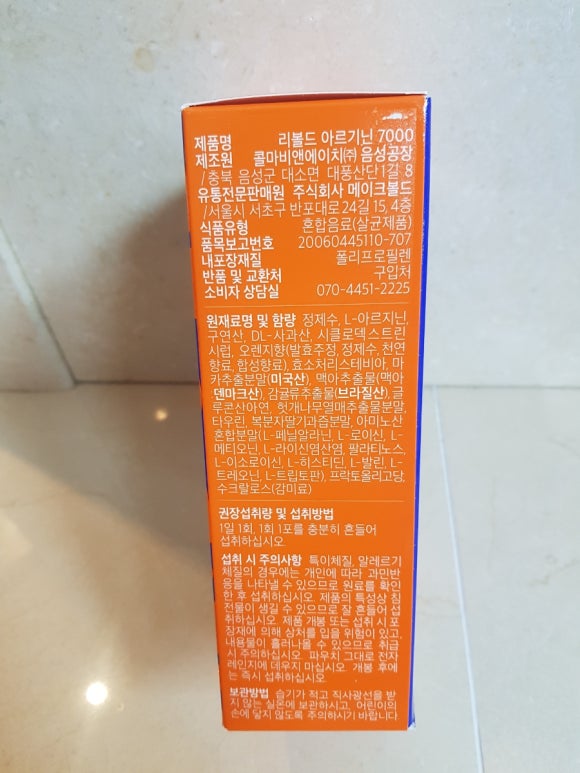 제품명 리볼드 아르기닌 7000
제조원 콜마비앤에이치㈜ 음성공장
/충북 음성군 대소면 대풍산단1길 8
유통전문판매원 주식회사 메이크볼드
/서울시 서초구 반포대로24길 15, 4층
식품유형 혼합음료(살균제품)
품목보고번호 20060445110-707
내포장재질 폴리프로필렌
반품 및 교환처 구입처
소비자 상담실 070-4451-2225
원재료명 및 함량 정제수, L-아르지닌,
구연산, DL-사과산, 시클로덱스트린
시럽, 오렌지향(발효주정, 정제수, 천연
향료, 합성향료), 효소처리스테비아, 마
카추출분말(미국산), 맥아추출물(맥아
덴마크산), 감귤류추출물(브라질산), 글
루콘산아연, 헛개나무열매추출물분말,
타우린, 복분자딸기과즙분말, 아미노산
혼합분말(L-페닐알라닌, L-로이신, L-
메티오닌, L-라이신염산염, 팔라티노스,
L-이소로이신, L-히스티딘, L-발린, L-
트레오닌, L-트립토판), 프락토올리고당,
수크랄로스(감미료)
권장섭취량 및 섭취방법
1일 1회, 1회 1포를 충분히 흔들어
섭취하십시오.
섭취 시 주의사항 특이체질, 알레르기
체질의 경우에는 개인에 따라 과민반
응을 나타낼 수 있으므로 원료를 확인
한 후 섭취하십시오. 제품의 특성상 침
전물이 생길 수 있으므로 잘 흔들어 섭
취하십시오. 제품 개봉 또는 섭취 시 포
장재에 의해 상처를 입을 위험이 있고,
내용물이 흘러나올 수 있으므로 취급
시 주의하십시오. 파우치 그대로 전자
레인지에 데우지 마십시오. 개봉 후에
는 즉시 섭취하십시오.
보관방법 습기가 적고 직사광선을 받
지 않는 실온에 보관하시고, 어린이의
손에 닿지 않도록 주의하시기 바랍니다